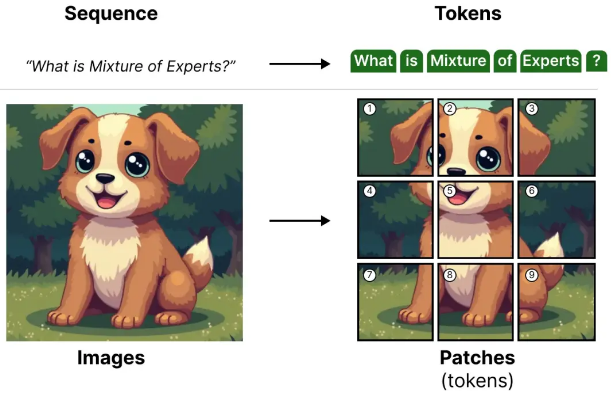 Sequence
Tokens
“What is Mixture of Experts?”
What is Mixture of Experts ?
1
2
3
4
5
6
7
8
9
Images
Patches
(tokens)